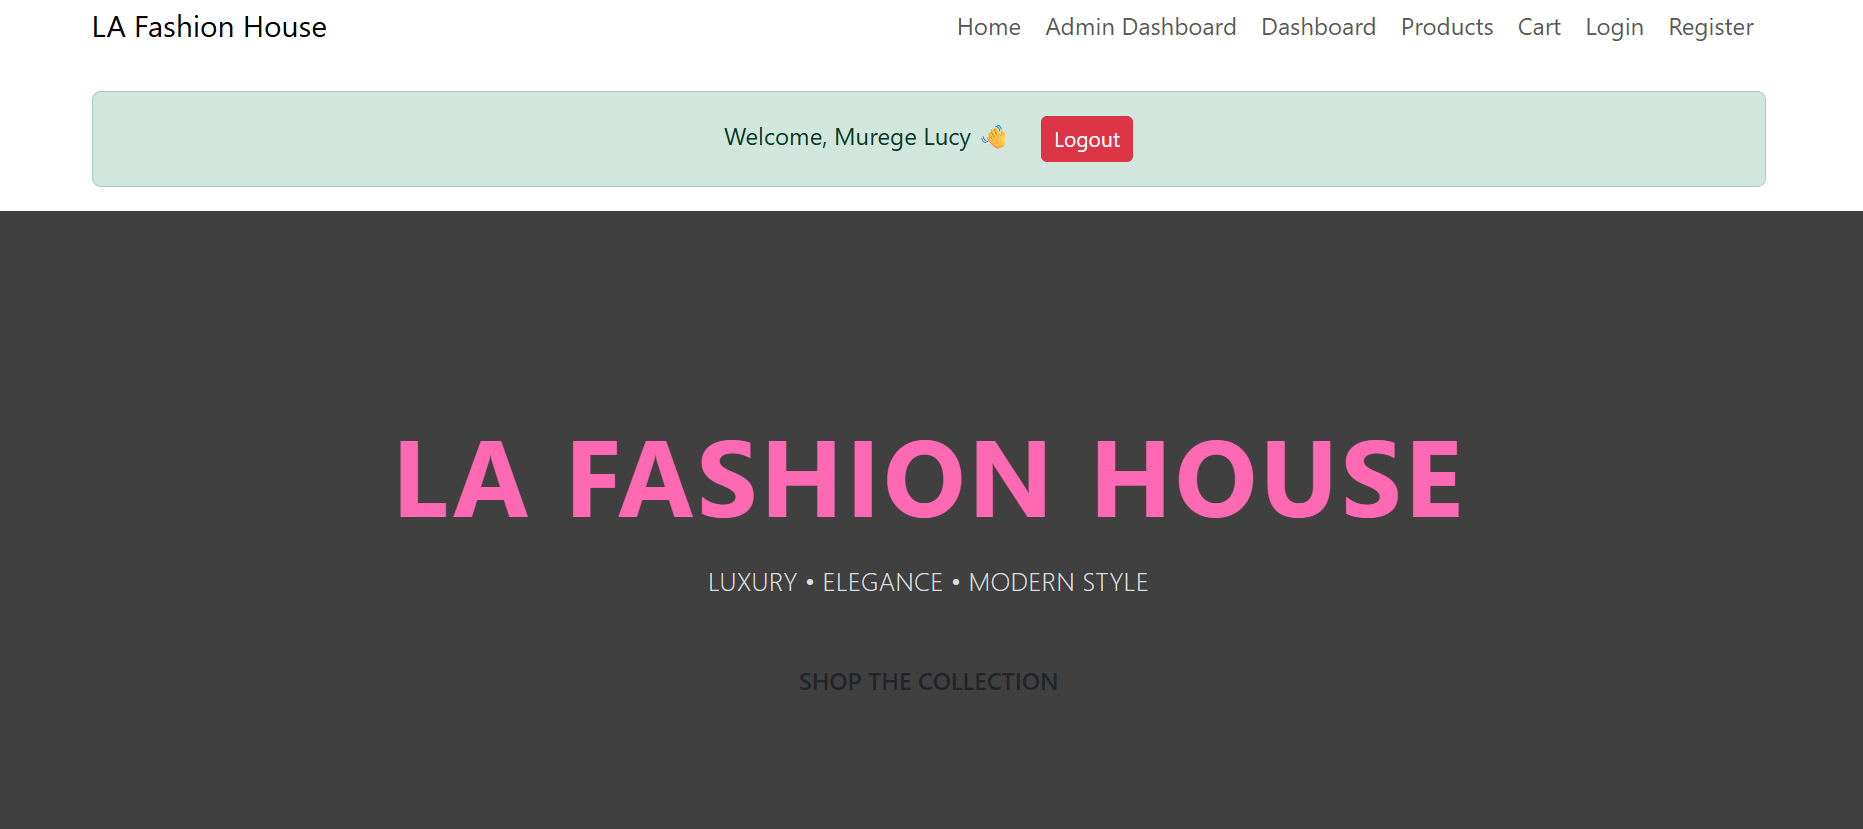 LA Fashion House
Home Admin Dashboard Dashboard Products Cart Login Register
Welcome, Murege Lucy 👋 Logout
LA FASHION HOUSE
LUXURY • ELEGANCE • MODERN STYLE
SHOP THE COLLECTION